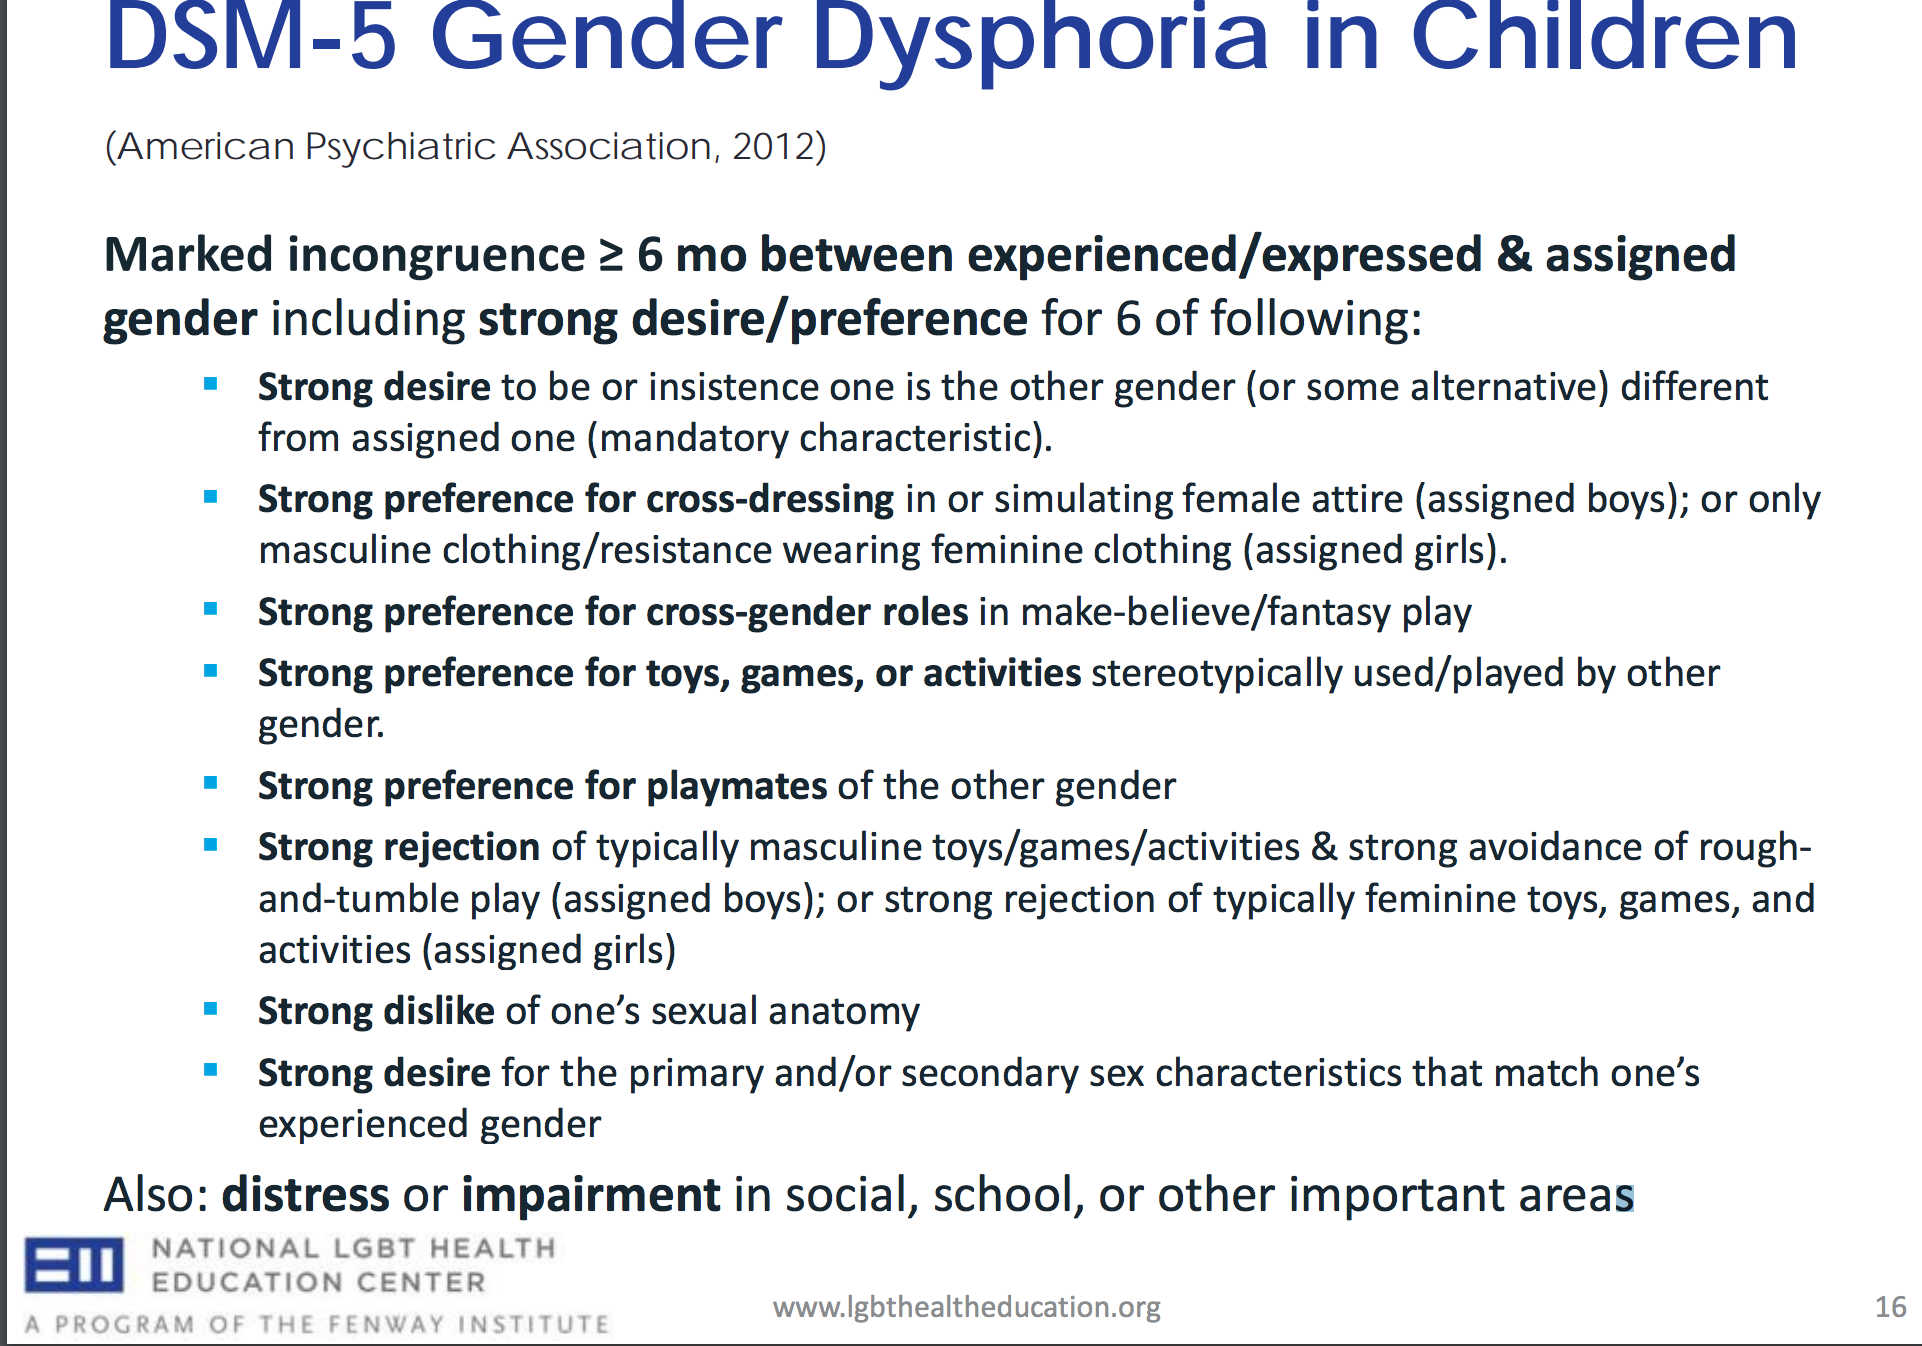 DSM-5 Gender Dysphoria in Children
(American Psychiatric Association, 2012)
Marked incongruence ≥ 6 mo between experienced/expressed & assigned
gender including strong desire/preference for 6 of following:
▪ Strong desire to be or insistence one is the other gender (or some alternative) different
from assigned one (mandatory characteristic).
▪ Strong preference for cross-dressing in or simulating female attire (assigned boys); or only
masculine clothing/resistance wearing feminine clothing (assigned girls).
▪ Strong preference for cross-gender roles in make-believe/fantasy play
▪ Strong preference for toys, games, or activities stereotypically used/played by other
gender.
▪ Strong preference for playmates of the other gender
▪ Strong rejection of typically masculine toys/games/activities & strong avoidance of rough-
and-tumble play (assigned boys); or strong rejection of typically feminine toys, games, and
activities (assigned girls)
▪ Strong dislike of one’s sexual anatomy
▪ Strong desire for the primary and/or secondary sex characteristics that match one’s
experienced gender
Also: distress or impairment in social, school, or other important areas
NATIONAL LGBT HEALTH
EDUCATION CENTER
A PROGRAM OF THE FENWAY INSTITUTE
www.lgbthealtheducation.org
16